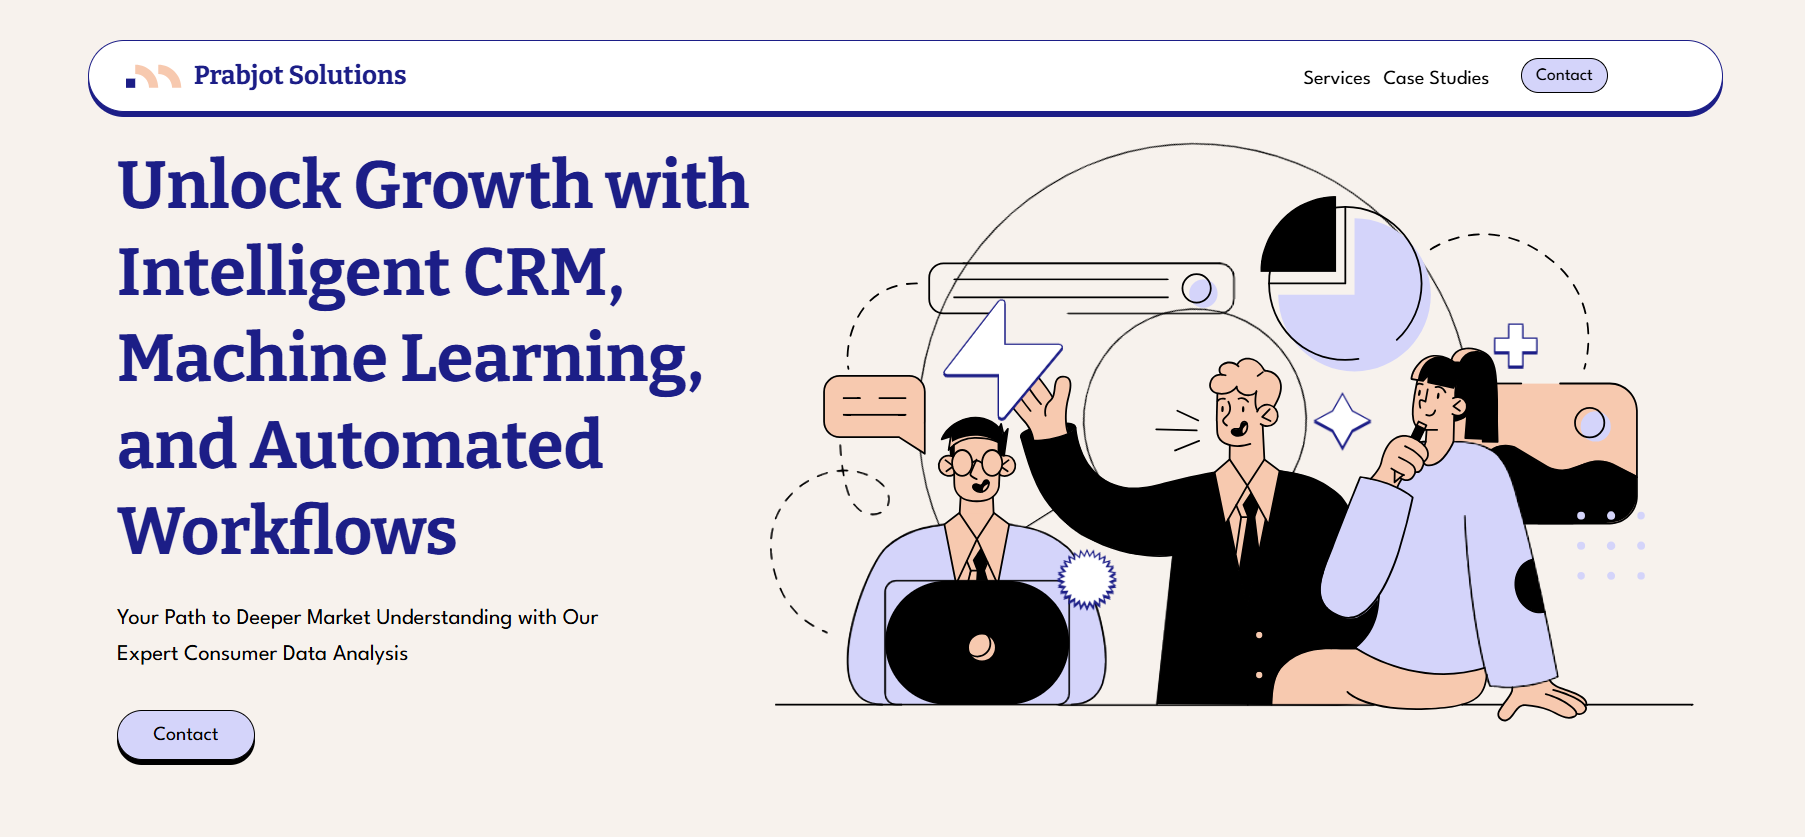 Prabjot Solutions
Services Case Studies Contact
Unlock Growth with
Intelligent CRM,
Machine Learning,
and Automated
Workflows
Your Path to Deeper Market Understanding with Our
Expert Consumer Data Analysis
Contact